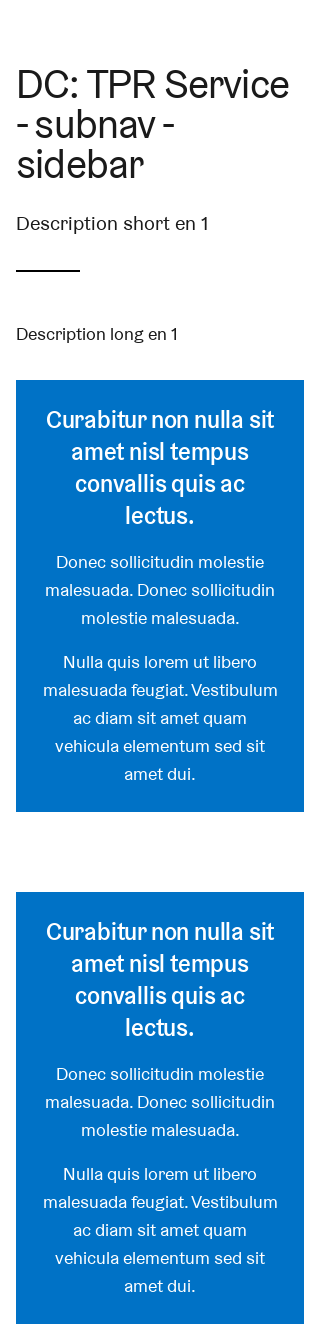 DC: TPR Service
- subnav -
sidebar
Description short en 1
Description long en 1
Curabitur non nulla sit
amet nisl tempus
convallis quis ac
lectus.
Donec sollicitudin molestie
malesuada. Donec sollicitudin
molestie malesuada.
Nulla quis lorem ut libero
malesuada feugiat. Vestibulum
ac diam sit amet quam
vehicula elementum sed sit
amet dui.
Curabitur non nulla sit
amet nisl tempus
convallis quis ac
lectus.
Donec sollicitudin molestie
malesuada. Donec sollicitudin
molestie malesuada.
Nulla quis lorem ut libero
malesuada feugiat. Vestibulum
ac diam sit amet quam
vehicula elementum sed sit
amet dui.